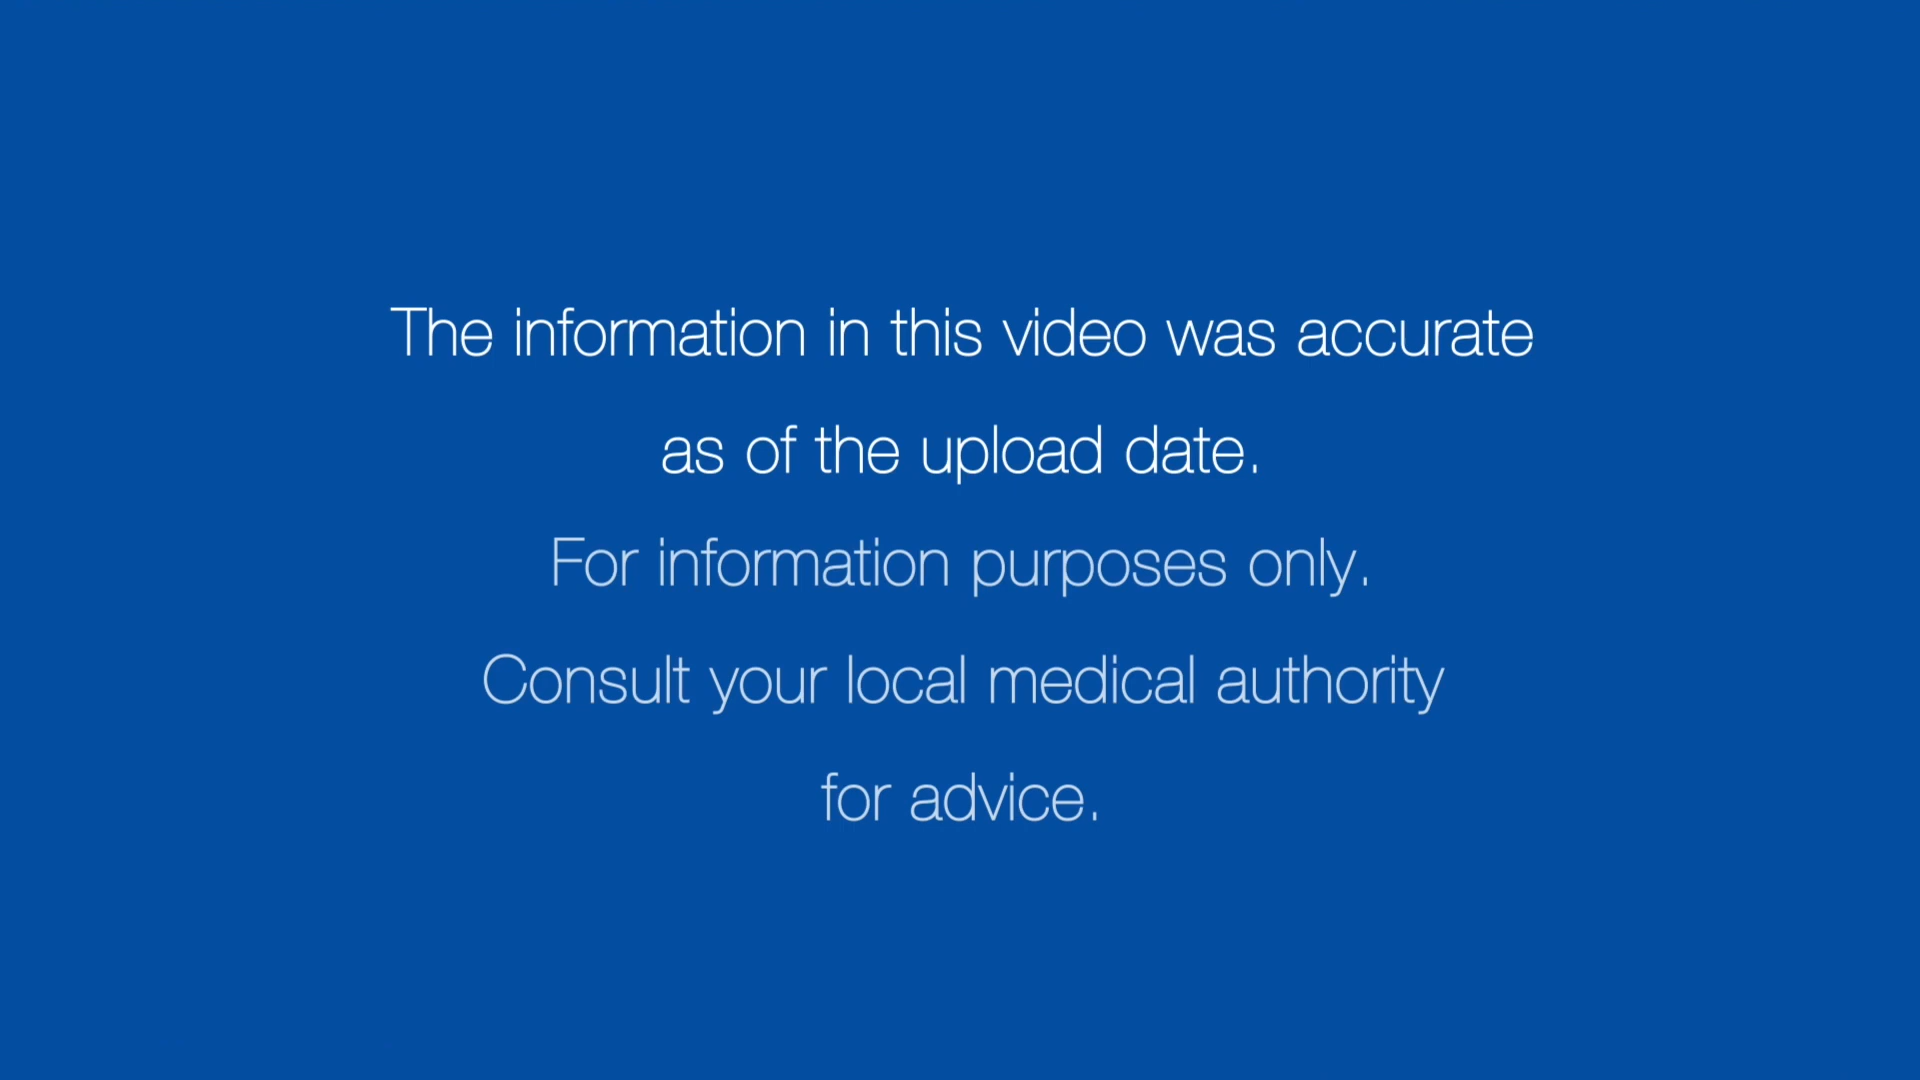 The information in this video was accurate
as of the upload date.
For information purposes only.
Consult your local medical authority
for advice.